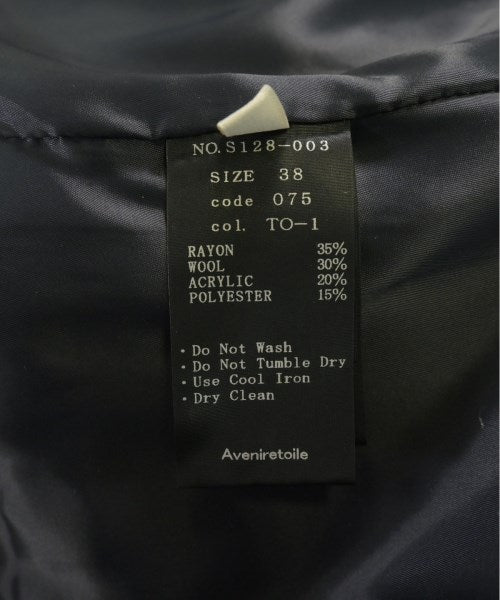 NO.S128-003
SIZE 38
code 075
col. TO-1
RAYON 35%
WOOL 30%
ACRYLIC 20%
POLYESTER 15%
・Do Not Wash
・Do Not Tumble Dry
・Use Cool Iron
・Dry Clean
Aveniretoile